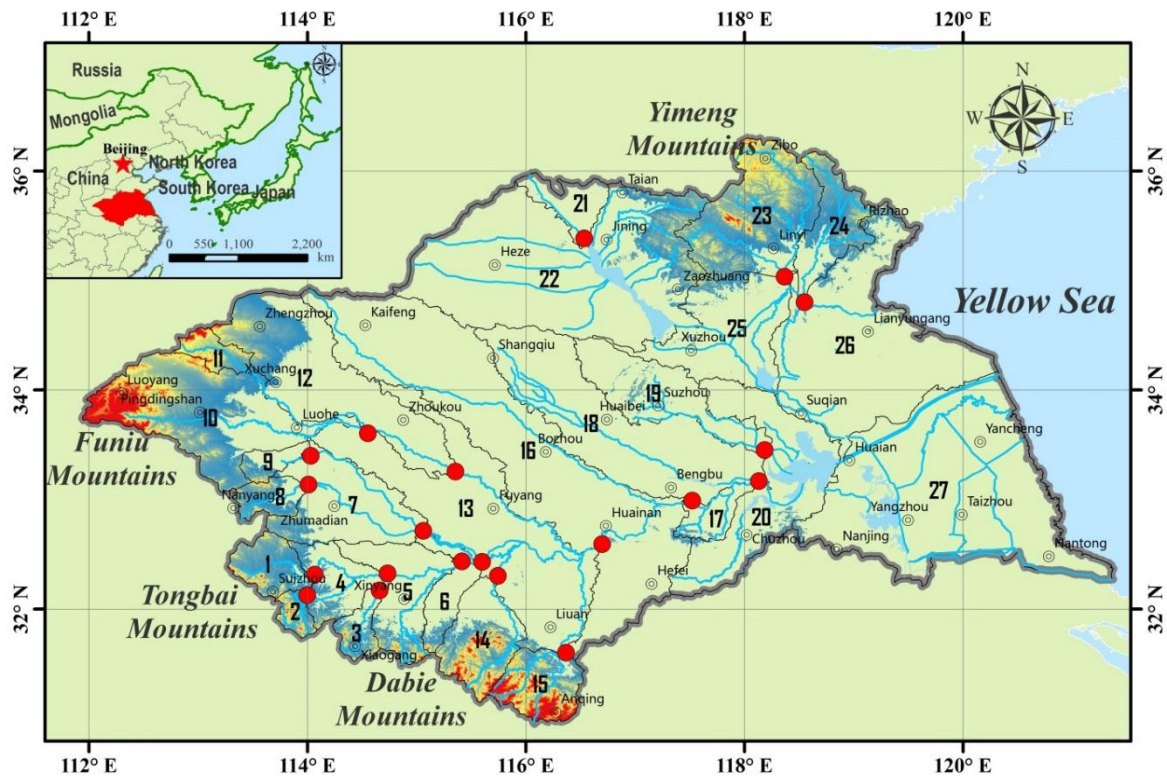 112° E 114° E 116° E 118° E 120° E
Russia
Mongolia
Beijing
North Korea
China
South Korea
Japan
0 550 1,100 2,200
km
N
W E
S
Yimeng
Mountains
Zibo
36° N 36° N
Taian
21
23
24
Rizhao
Jining
Linyi
Heze
22
Zaozhuang
Yellow Sea
Zhengzhou
Kaifeng
25
Lianyungang
26
Xuzhou
Shangqiu
11
Xuchang
12
34° N 34° N
Luoyang
Pingdingshan
10
Luohe
Zhoukou
19
Suzhou
18
Huaibei
Suqian
Funiu
Mountains
16
Bozhou
Yancheng
9
Huaian
8
Nanyang
7
Zhumadian
13
Fuyang
Bengbu
Huainan
17
20
Chuzhou
27
Yangzhou
Taizhou
Nanjing
Nantong
1
Suizhou
4
Xinyang
5
6
Hefei
32° N 32° N
Tongbai
Mountains
2
3
Xiaogang
Liuan
14
15
Anqing
Dabie
Mountains
112° E 114° E 116° E 118° E 120° E